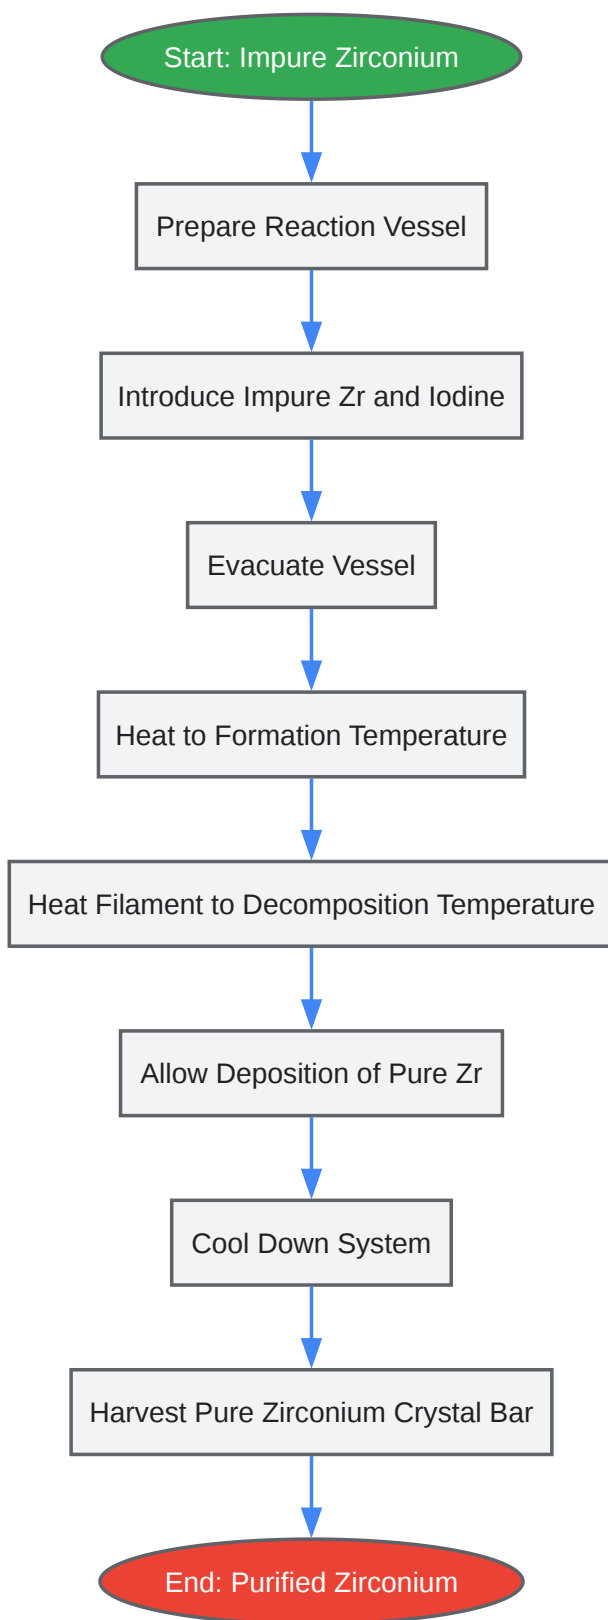 Start: Impure Zirconium
Prepare Reaction Vessel
Introduce Impure Zr and Iodine
Evacuate Vessel
Heat to Formation Temperature
Heat Filament to Decomposition Temperature
Allow Deposition of Pure Zr
Cool Down System
Harvest Pure Zirconium Crystal Bar
End: Purified Zirconium